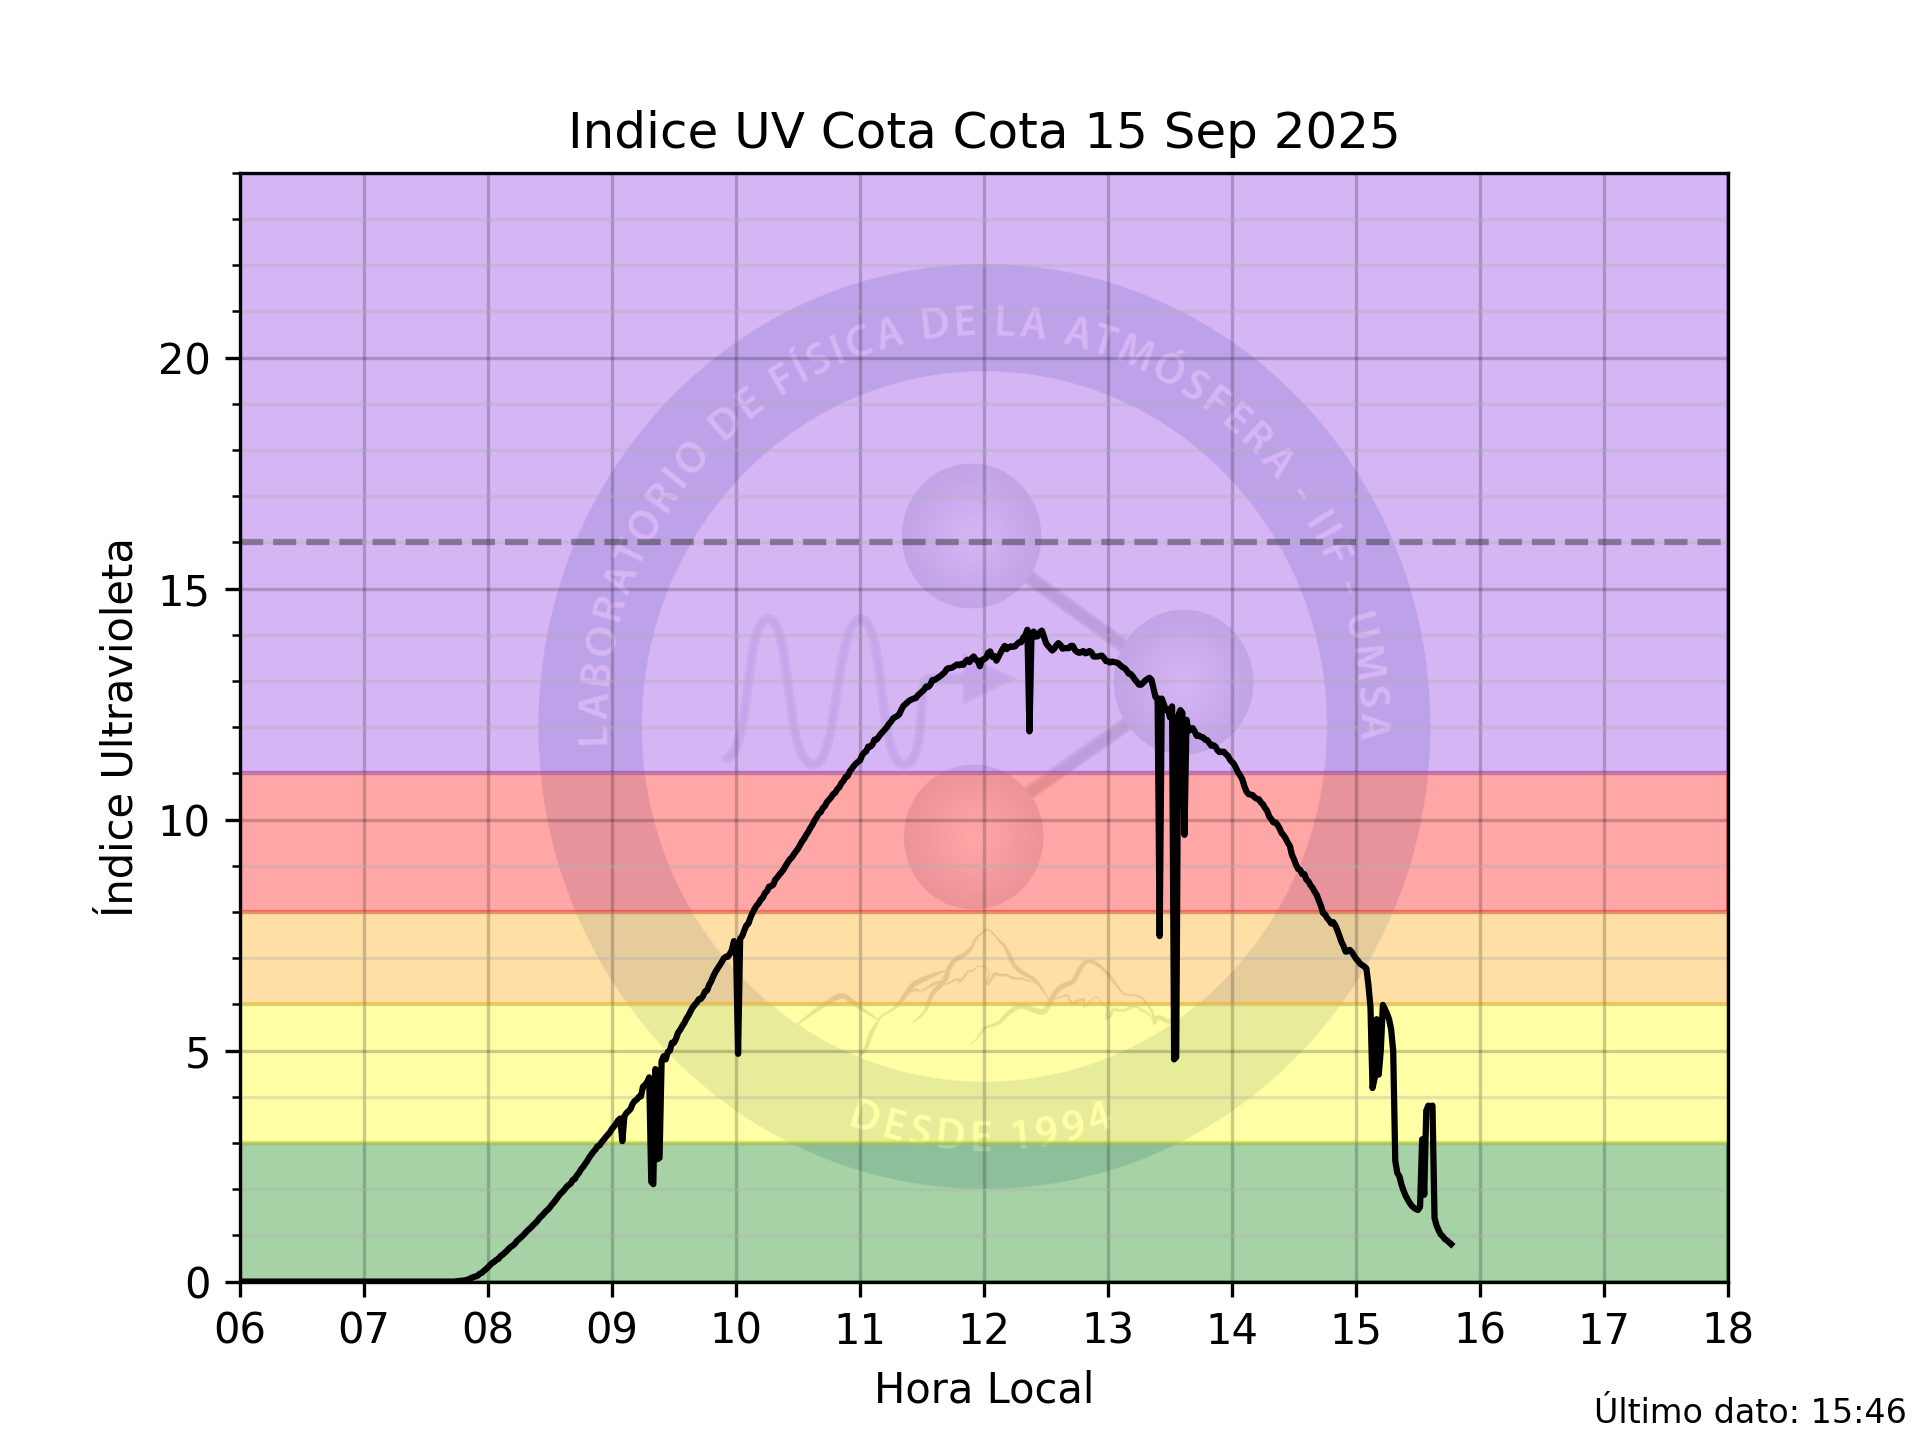 Indice UV Cota Cota 15 Sep 2025
Índice Ultravioleta
20
15
10
5
0
LABORATORIO DE FÍSICA DE LA ATMÓSFERA - IIF - UMSA
DESDE 1994
06 07 08 09 10 11 12 13 14 15 16 17 18
Hora Local
Último dato: 15:46